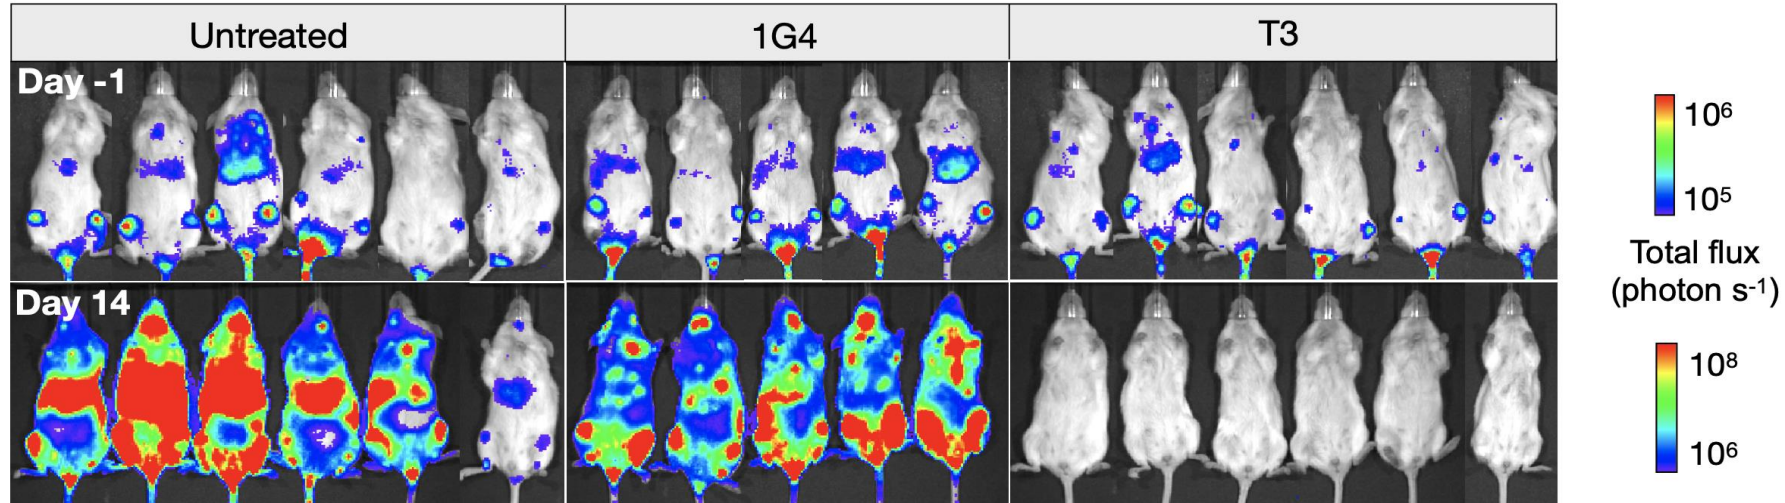 Untreated
1G4
T3
Day -1
Day 14
10⁶
10⁵
Total flux
(photon s⁻¹)
10⁸
10⁶